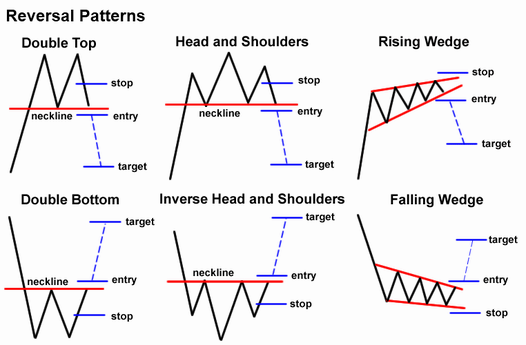 Reversal Patterns
Double Top
Head and Shoulders
Rising Wedge
stop
neckline
entry
target
stop
neckline
entry
target
stop
entry
target
Double Bottom
Inverse Head and Shoulders
Falling Wedge
target
neckline
entry
stop
target
neckline
entry
stop
target
entry
stop